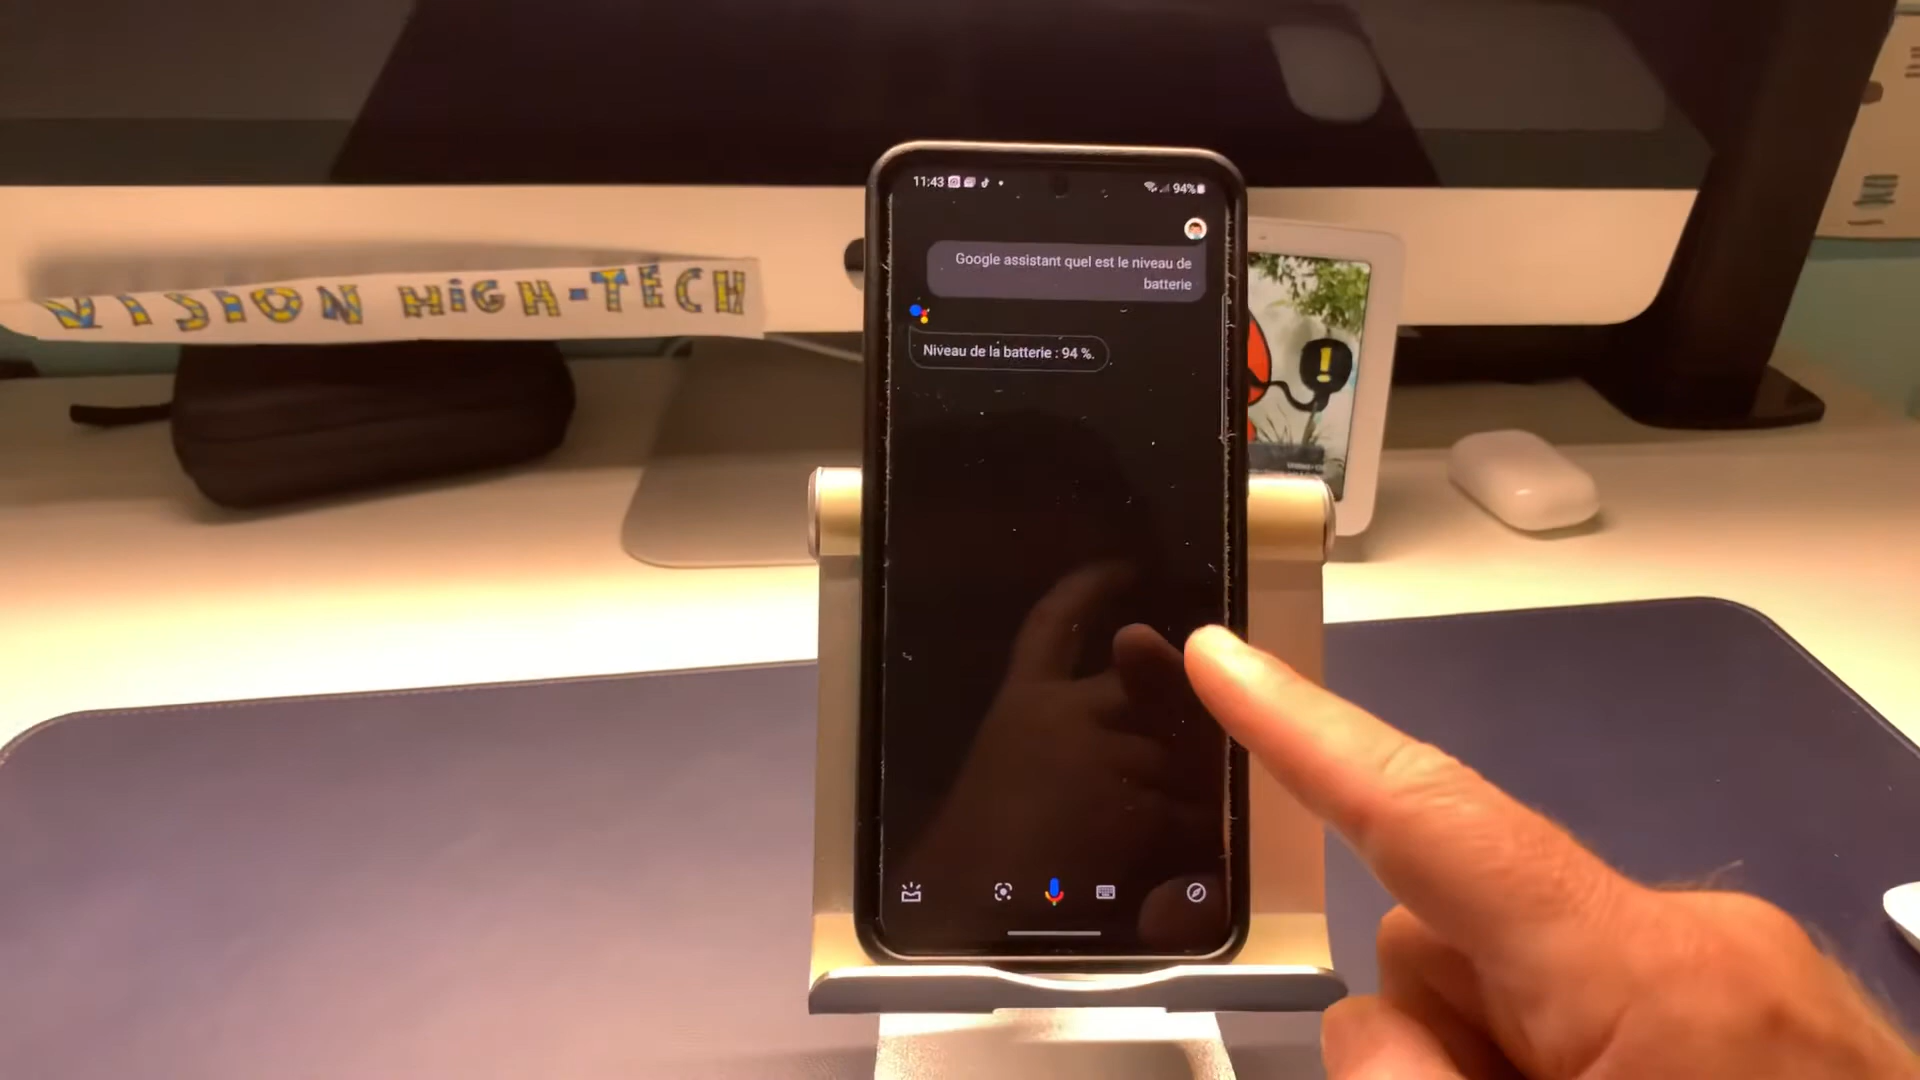 VISION HIGH-TECH
11:43
94%
Google assistant quel est le niveau de
batterie
Niveau de la batterie : 94 %.
!